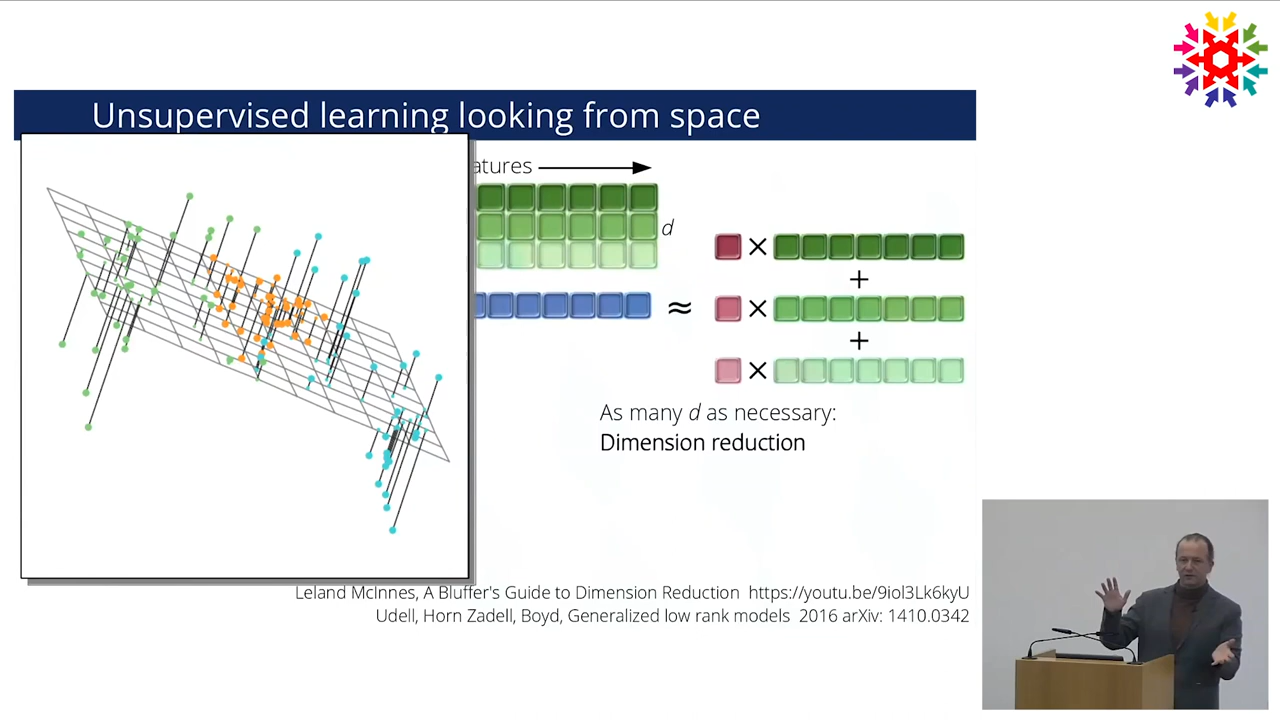 Unsupervised learning looking from space
atures
d
×
+
≈ ×
+
×
As many d as necessary:
Dimension reduction
Leland McInnes, A Bluffer's Guide to Dimension Reduction https://youtu.be/9iol3Lk6kyU
Udell, Horn Zadell, Boyd, Generalized low rank models 2016 arXiv: 1410.0342